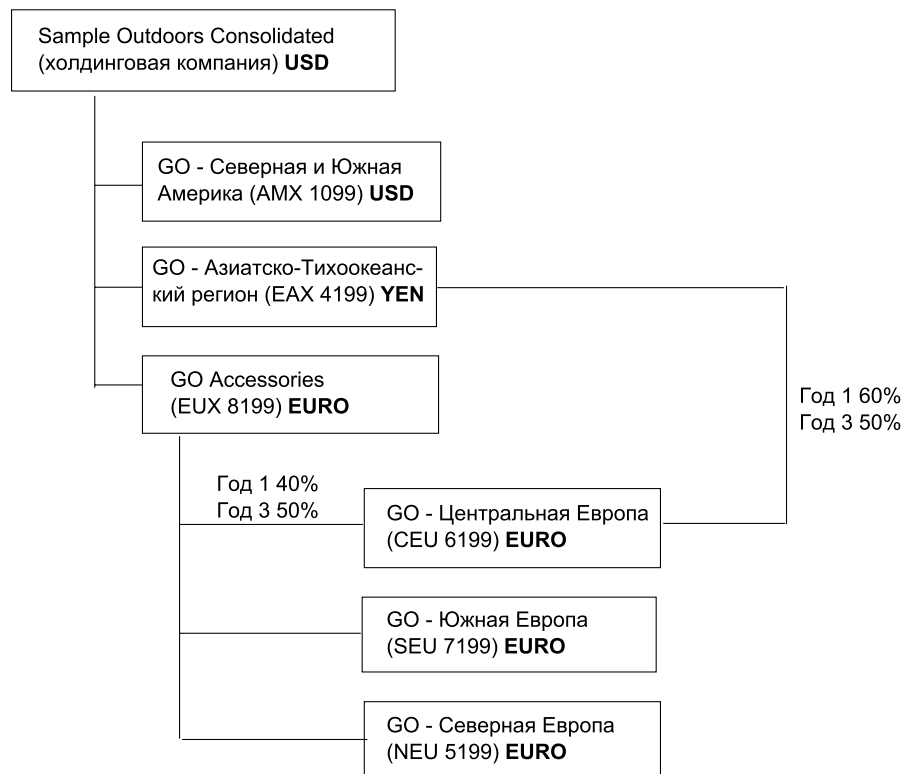 Sample Outdoors Consolidated
(холдинговая компания) USD
GO - Северная и Южная
Америка (AMX 1099) USD
GO - Азиатско-Тихоокеанс-
кий регион (EAX 4199) YEN
GO Accessories
(EUX 8199) EURO
Год 1 60%
Год 3 50%
Год 1 40%
Год 3 50%
GO - Центральная Европа
(CEU 6199) EURO
GO - Южная Европа
(SEU 7199) EURO
GO - Северная Европа
(NEU 5199) EURO